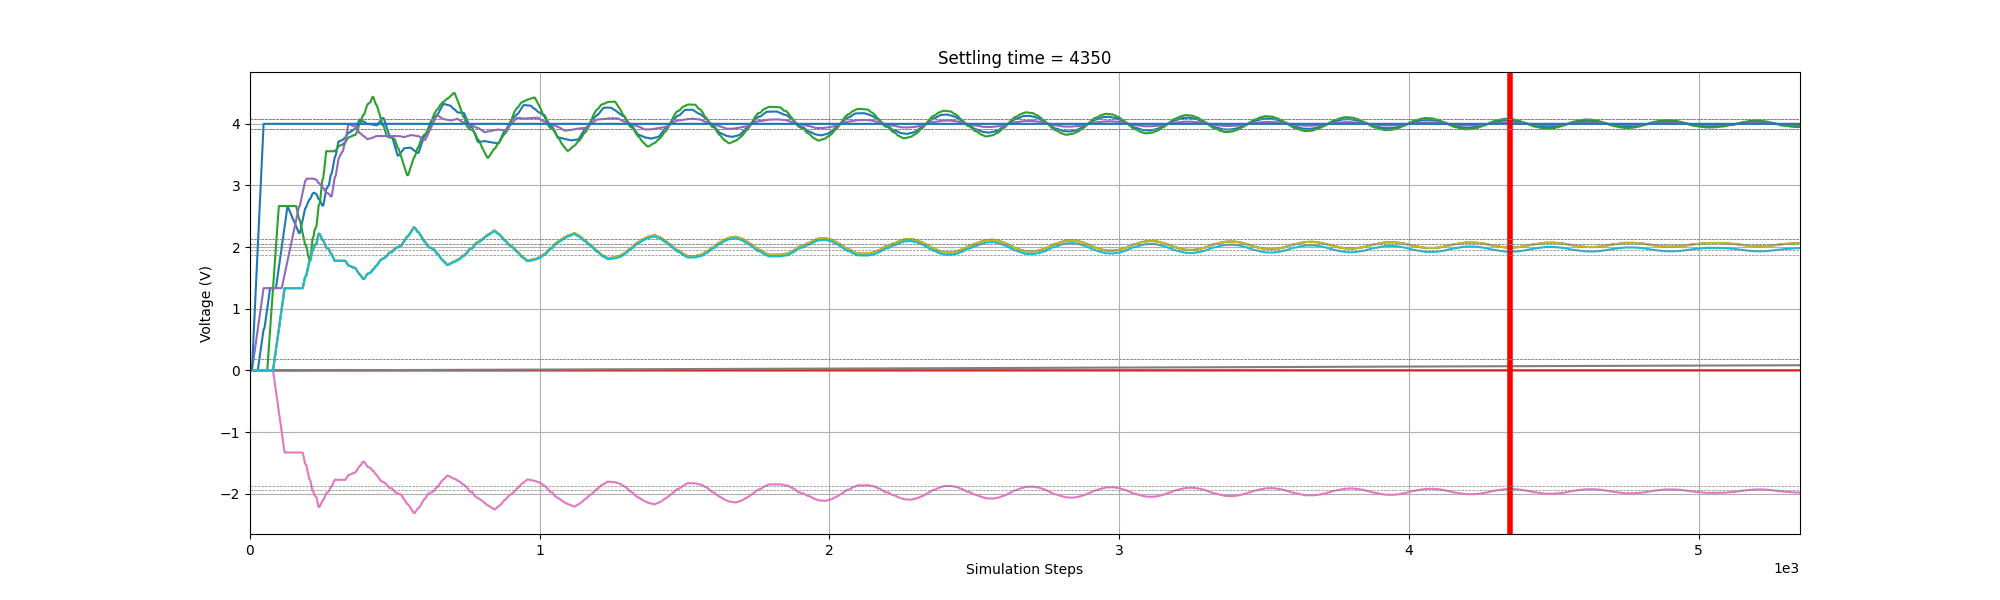 Settling time = 4350
Voltage (V)
4
3
2
1
0
−1
−2
0 1 2 3 4 5
Simulation Steps
1e3